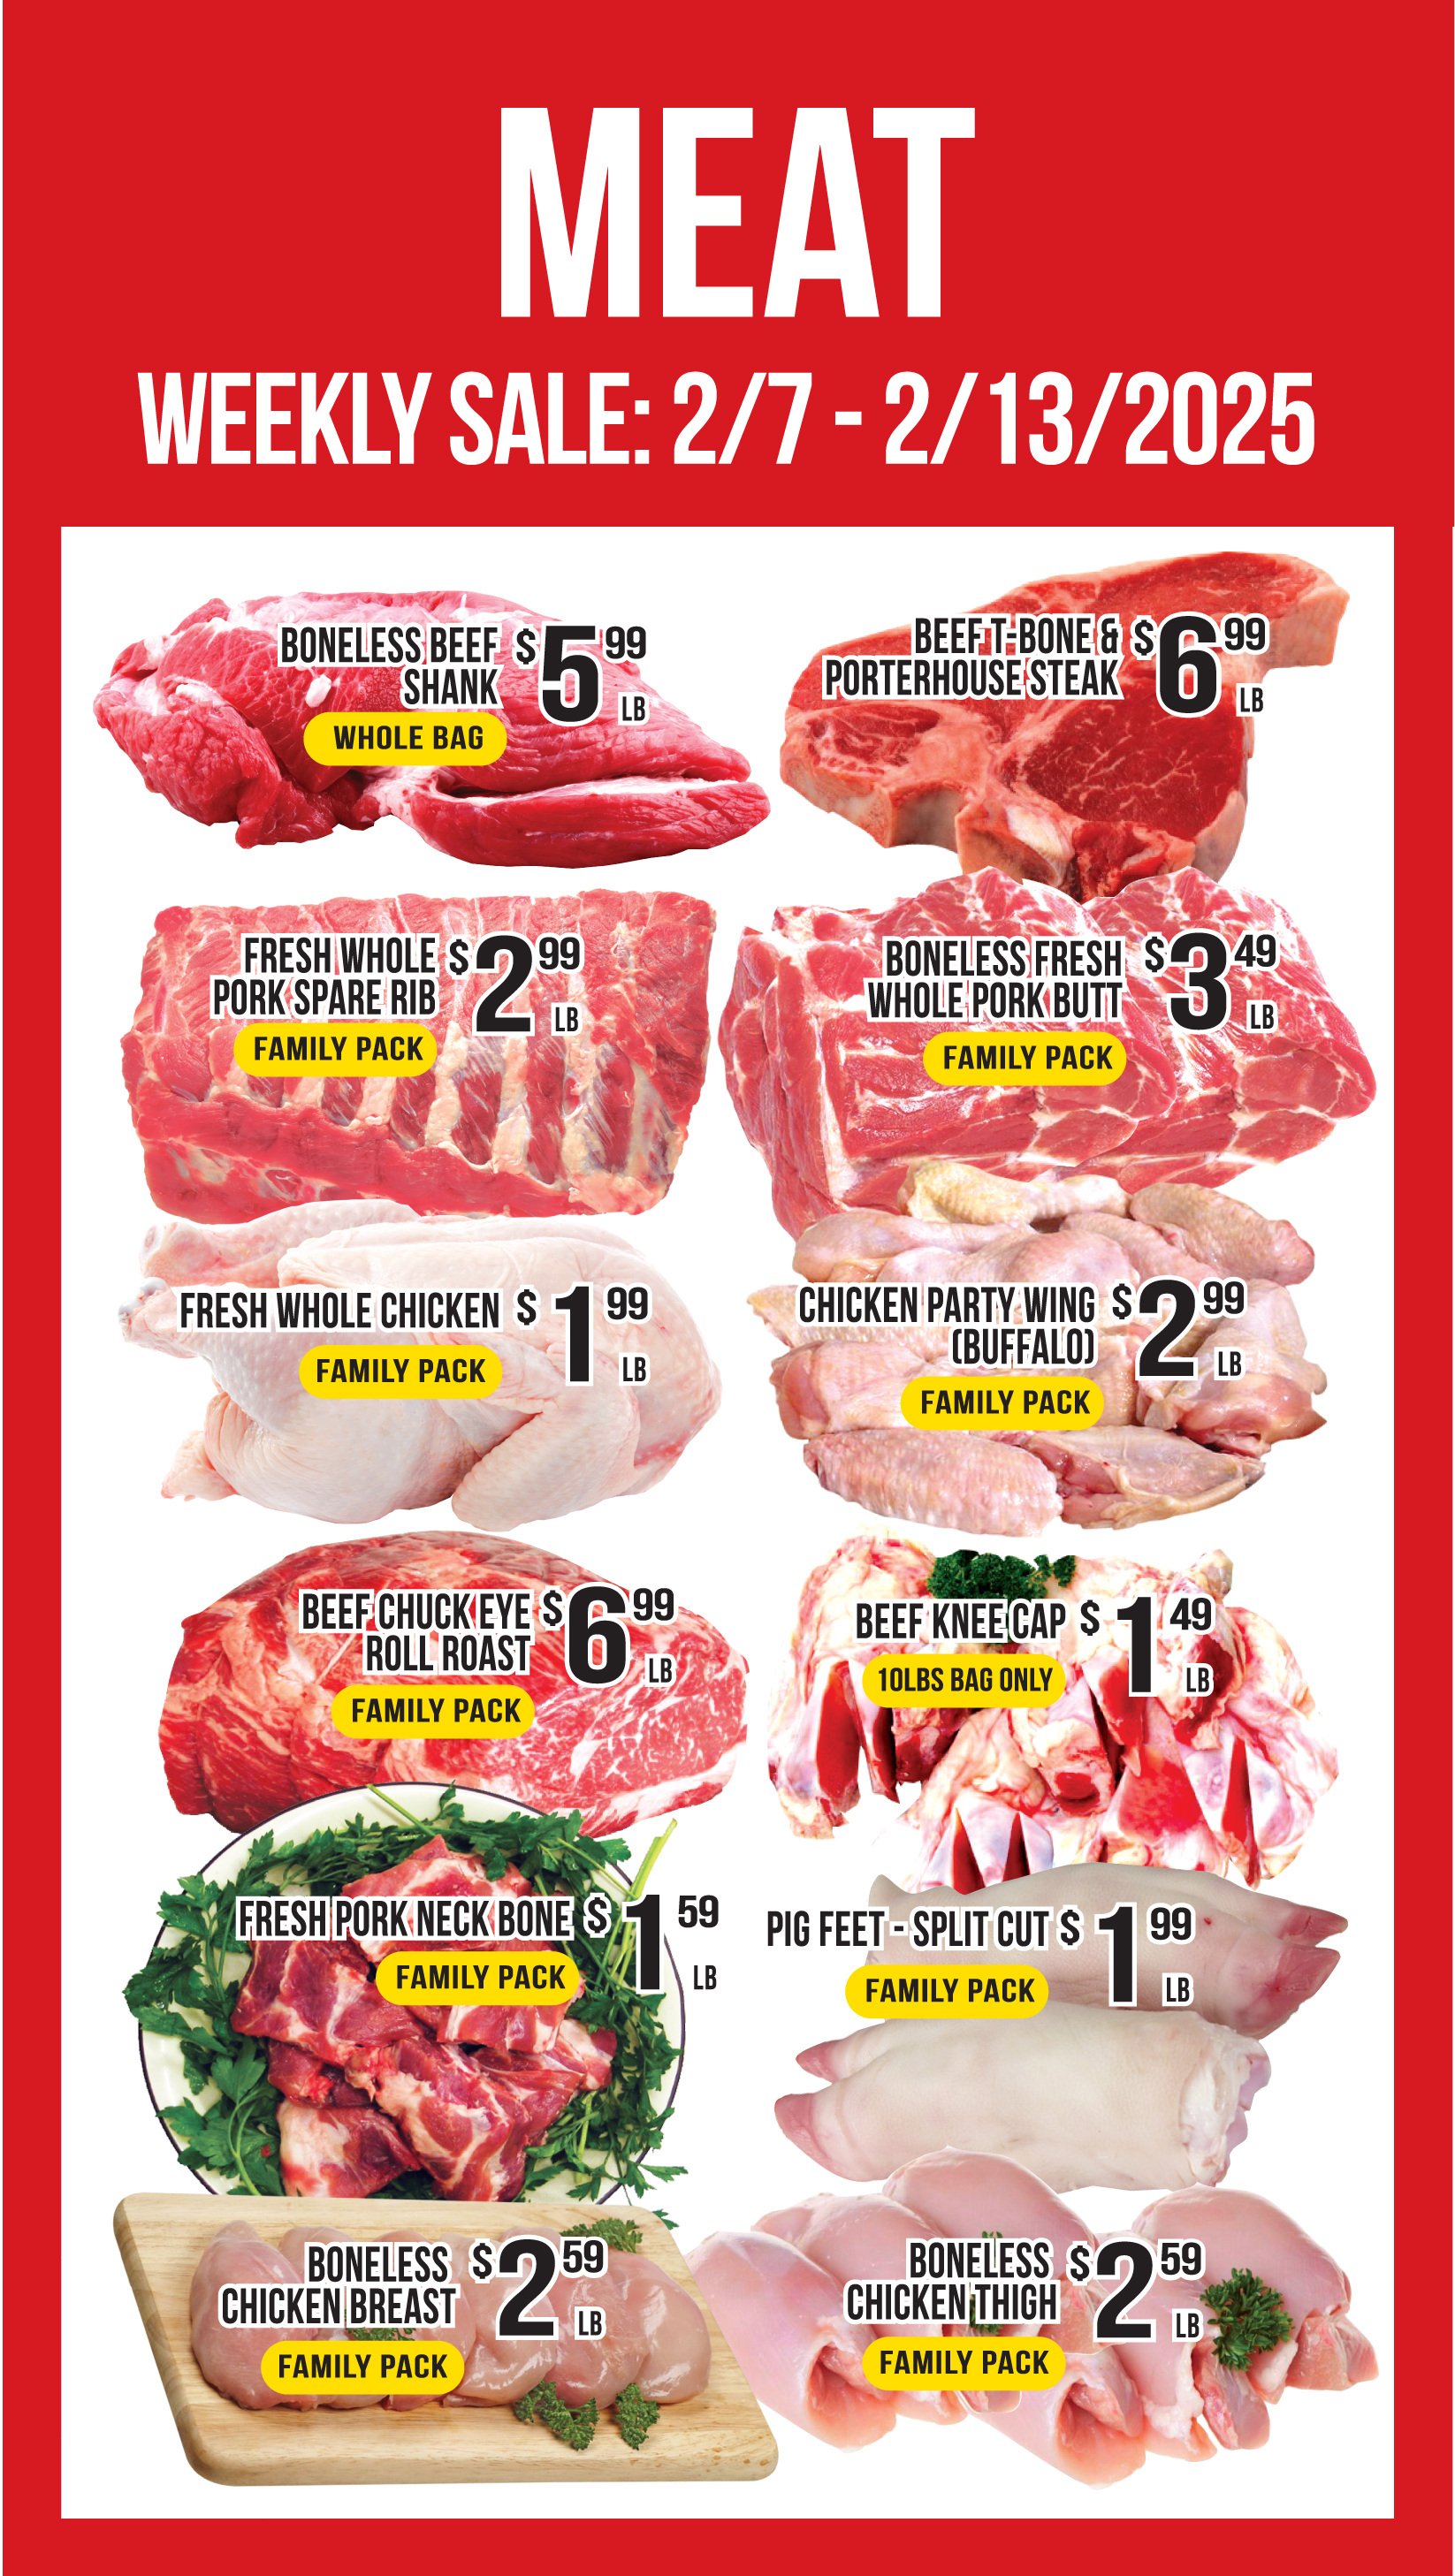 MEAT
WEEKLY SALE: 2/7 - 2/13/2025
BONELESS BEEF
SHANK
$5 99
LB
WHOLE BAG
BEEF T-BONE &
PORTERHOUSE STEAK
$6 99
LB
FRESH WHOLE
PORK SPARE RIB
$2 99
LB
FAMILY PACK
BONELESS FRESH
WHOLE PORK BUTT
$3 49
LB
FAMILY PACK
FRESH WHOLE CHICKEN
$1 99
LB
FAMILY PACK
CHICKEN PARTY WING
(BUFFALO)
$2 99
LB
FAMILY PACK
BEEF CHUCK EYE
ROLL ROAST
$6 99
LB
FAMILY PACK
BEEF KNEE CAP
$1 49
LB
10LBS BAG ONLY
FRESH PORK NECK BONE
$1 59
LB
FAMILY PACK
PIG FEET - SPLIT CUT
$1 99
LB
FAMILY PACK
BONELESS
CHICKEN BREAST
$2 59
LB
FAMILY PACK
BONELESS
CHICKEN THIGH
$2 59
LB
FAMILY PACK